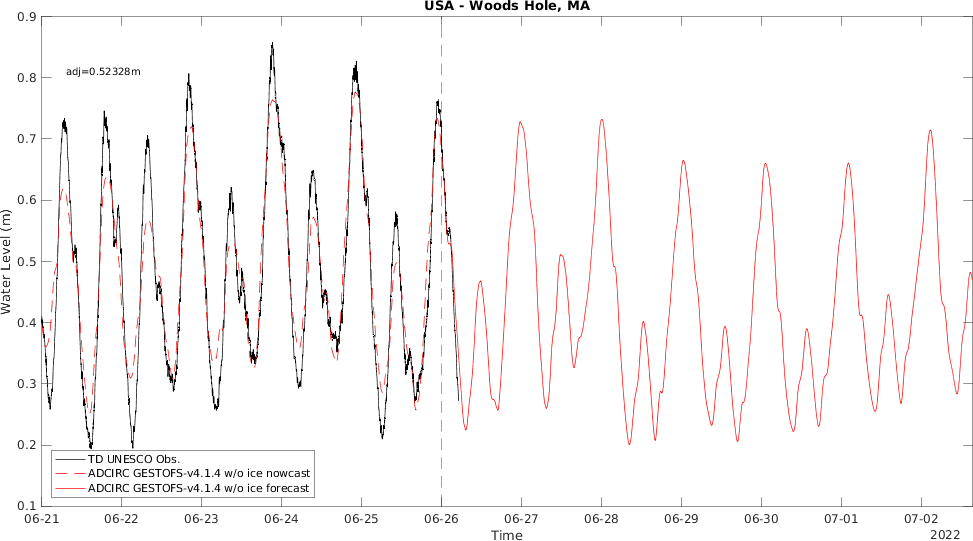 USA - Woods Hole, MA
0.9
0.8
0.7
0.6
0.5
0.4
0.3
0.2
0.1
Water Level (m)
adj=0.52328m
TD UNESCO Obs.
ADCIRC GESTOFS-v4.1.4 w/o ice nowcast
ADCIRC GESTOFS-v4.1.4 w/o ice forecast
06-21 06-22 06-23 06-24 06-25 06-26 06-27 06-28 06-29 06-30 07-01 07-02
Time
2022